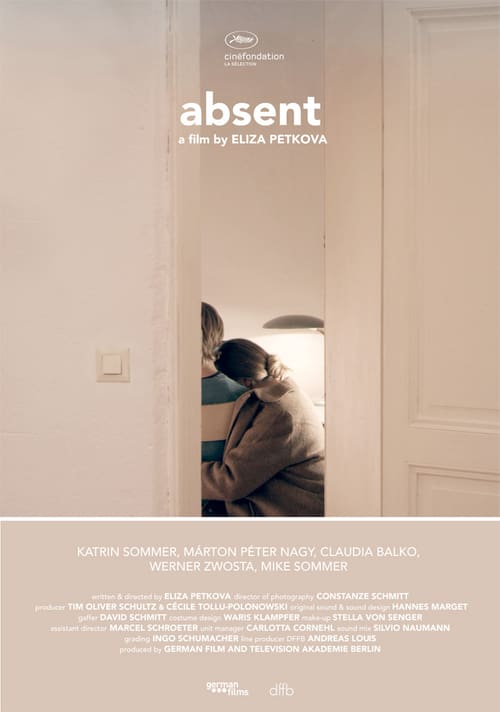 cinéfondation
LA SÉLECTION
absent
a film by ELIZA PETKOVA
KATRIN SOMMER, MÁRTON PÉTER NAGY, CLAUDIA BALKO,
WERNER ZWOSTA, MIKE SOMMER
written & directed by ELIZA PETKOVA director of photography CONSTANZE SCHMITT
producer TIM OLIVER SCHULTZ & CÉCILE TOLLU-POLONOWSKI original sound & sound design HANNES MARGET
gaffer DAVID SCHMITT costume design WARIS KLAMPFER make-up STELLA VON SENGER
assistant director MARCEL SCHROETER unit manager CARLOTTA CORNEHL sound mix SILVIO NAUMANN
grading INGO SCHUMACHER line producer DFFB ANDREAS LOUIS
produced by GERMAN FILM AND TELEVISION AKADEMIE BERLIN
german films dffb